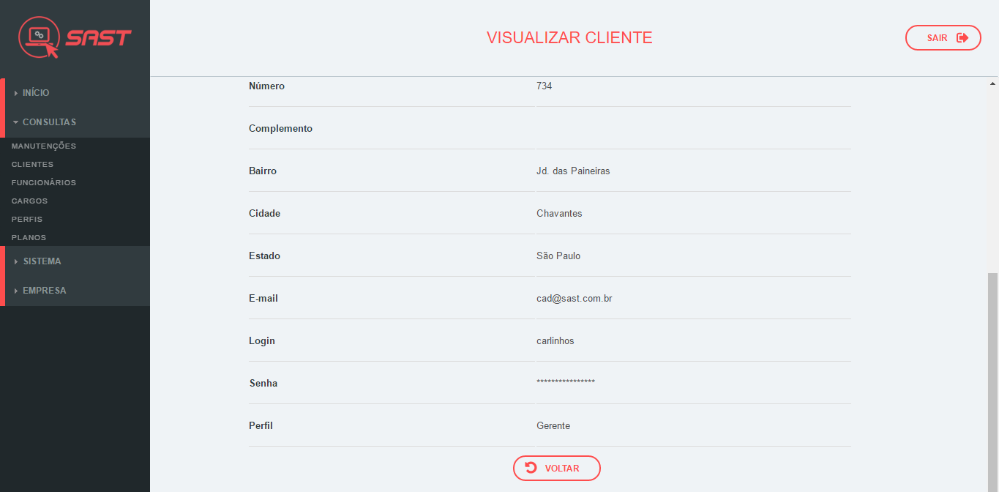 SAST
VISUALIZAR CLIENTE
SAIR
INÍCIO
CONSULTAS
MANUTENÇÕES
CLIENTES
FUNCIONÁRIOS
CARGOS
PERFIS
PLANOS
SISTEMA
EMPRESA
Número 734
Complemento
Bairro Jd. das Paineiras
Cidade Chavantes
Estado São Paulo
E-mail cad@sast.com.br
Login carlinhos
Senha ****************
Perfil Gerente
VOLTAR